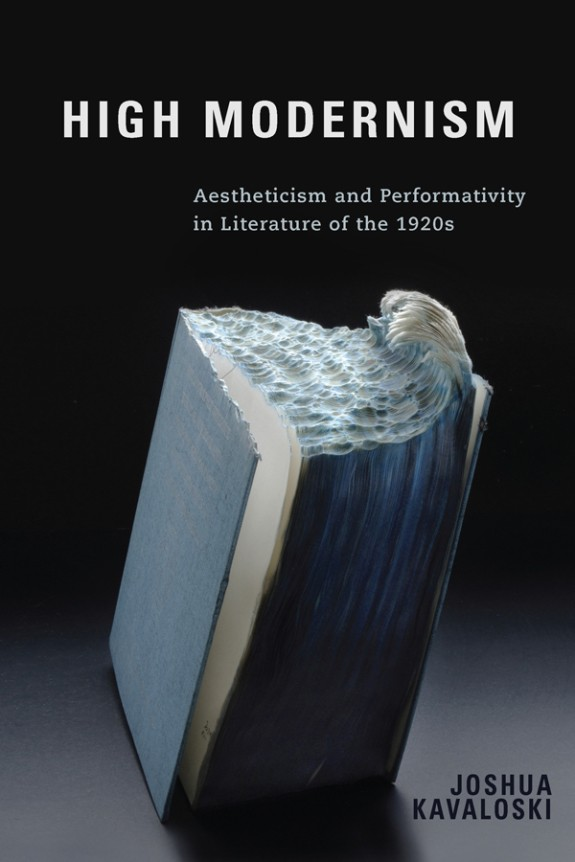 HIGH MODERNISM
Aestheticism and Performativity
in Literature of the 1920s
JOSHUA
KAVALOSKI